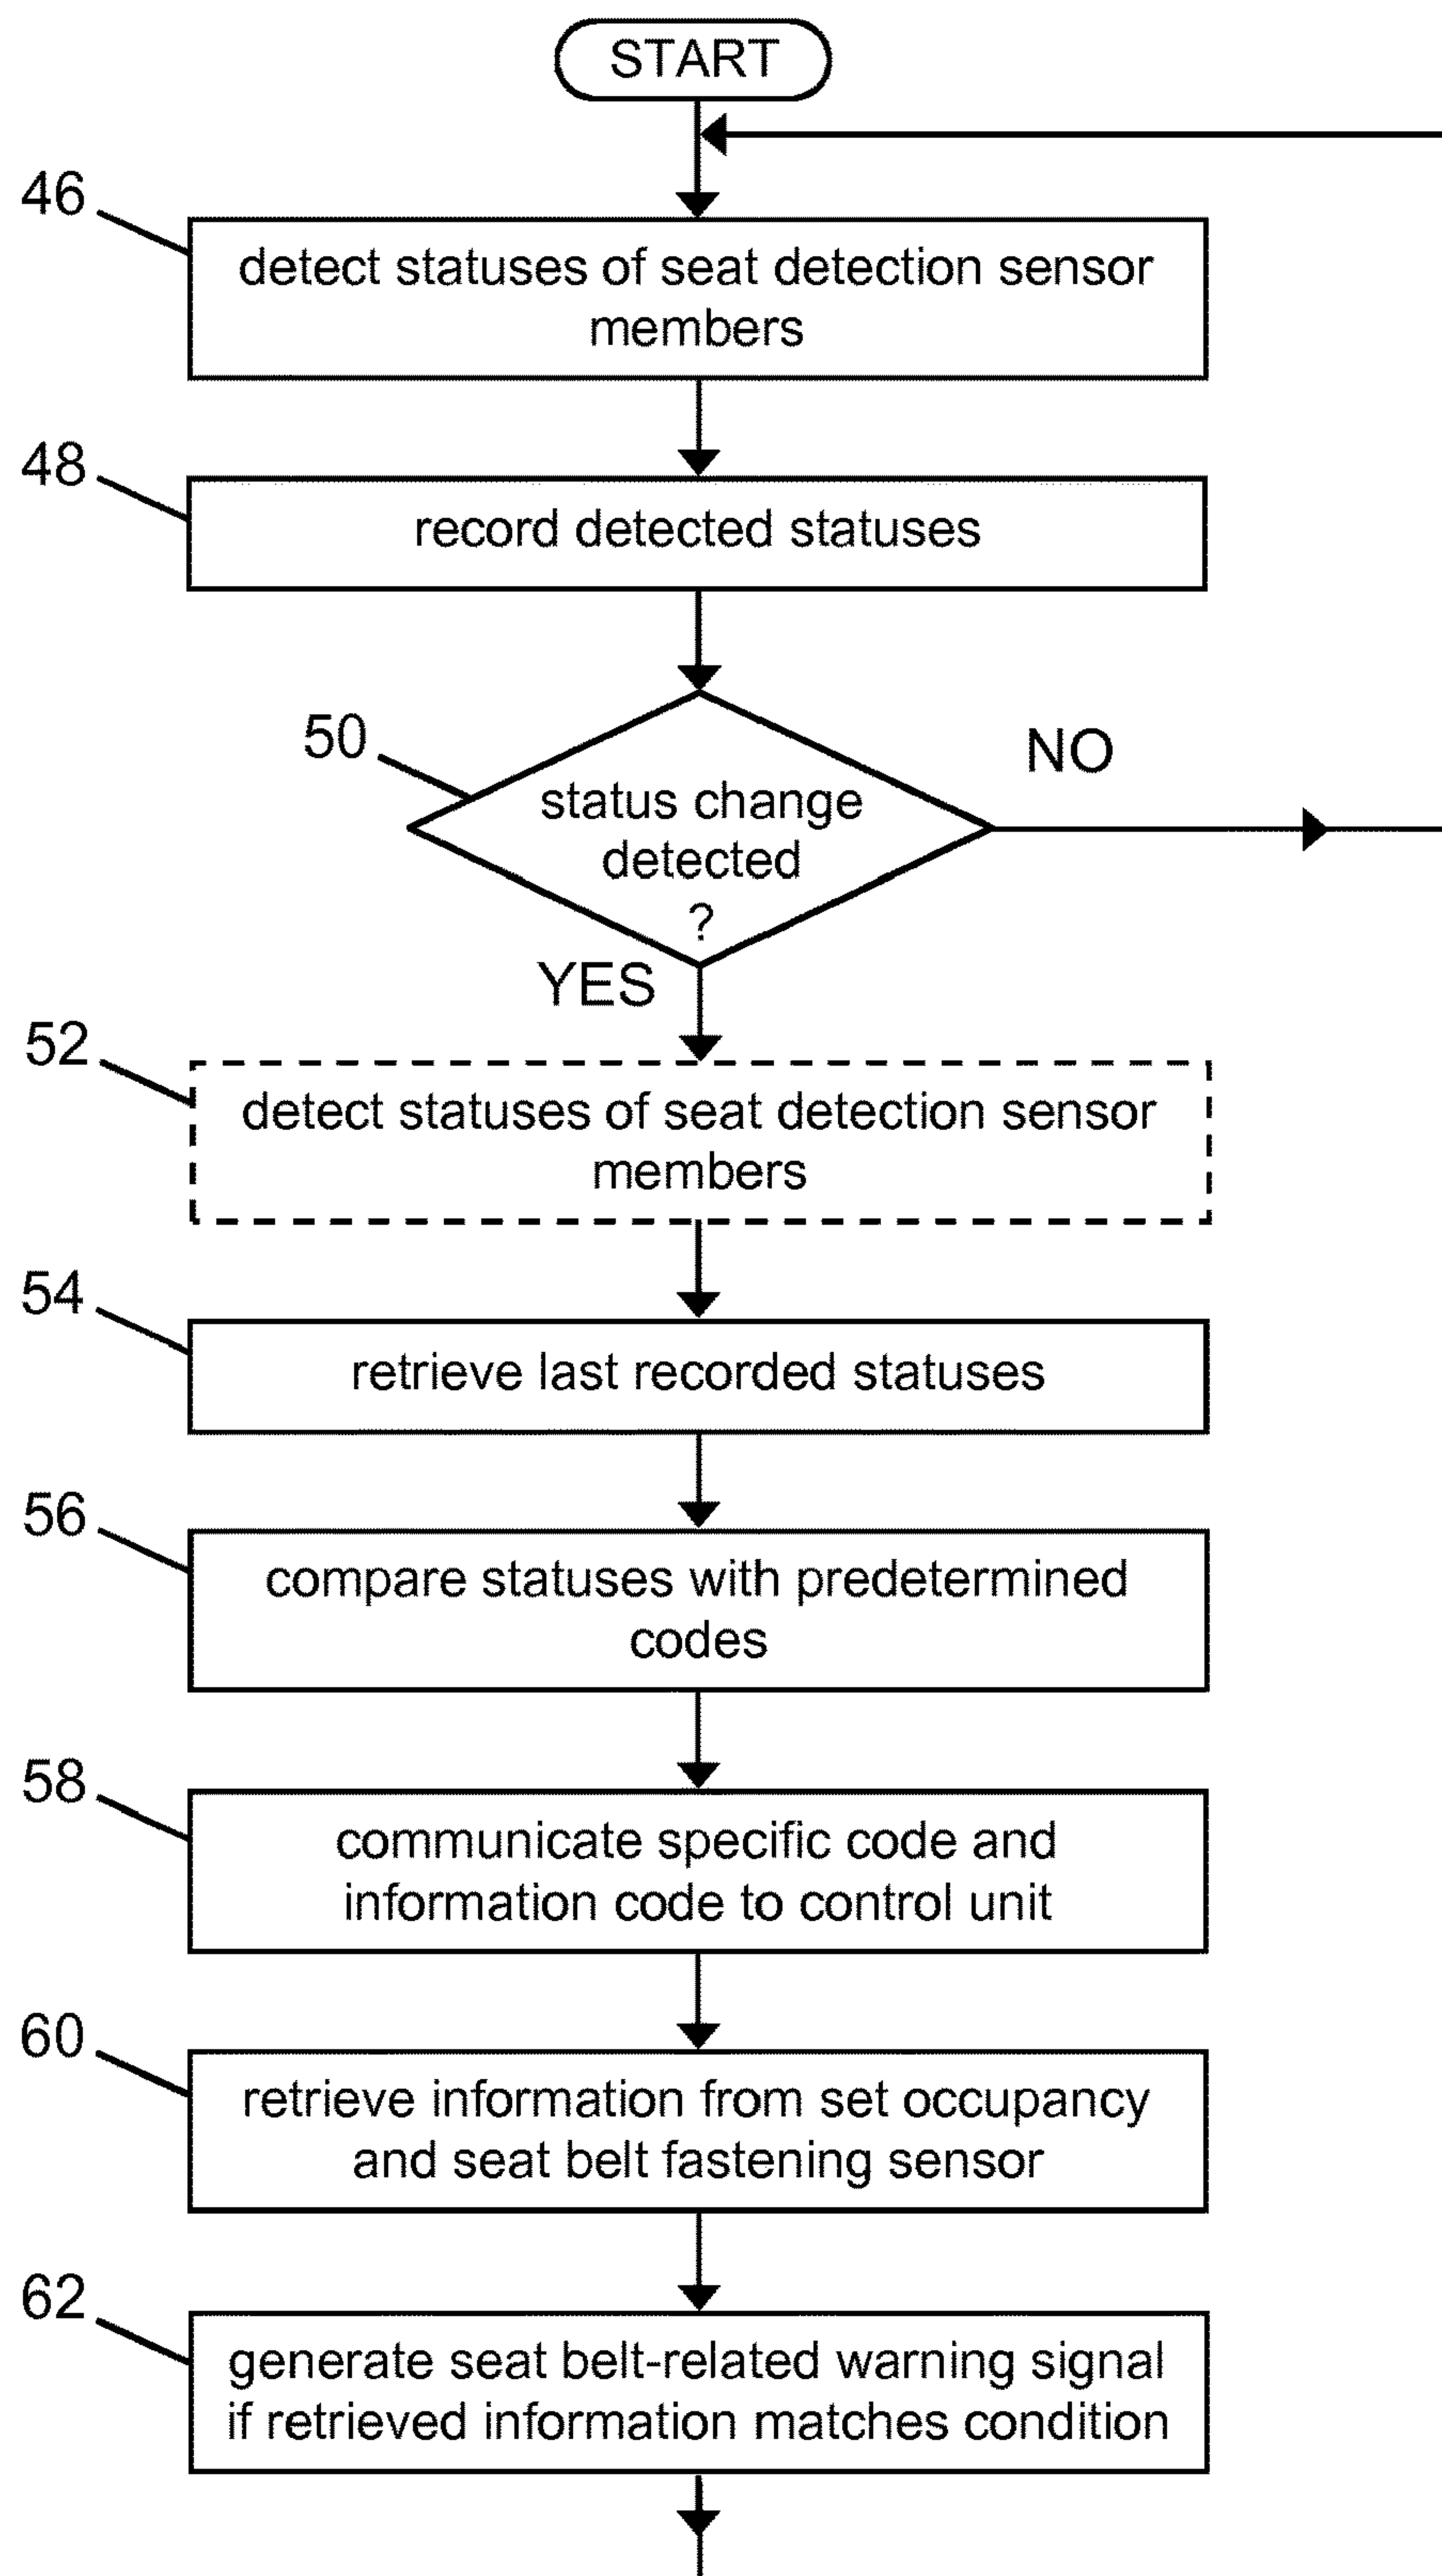 START
46
detect statuses of seat detection sensor
members
48
record detected statuses
50
status change
detected
?
NO
YES
52
detect statuses of seat detection sensor
members
54
retrieve last recorded statuses
56
compare statuses with predetermined
codes
58
communicate specific code and
information code to control unit
60
retrieve information from set occupancy
and seat belt fastening sensor
62
generate seat belt-related warning signal
if retrieved information matches condition